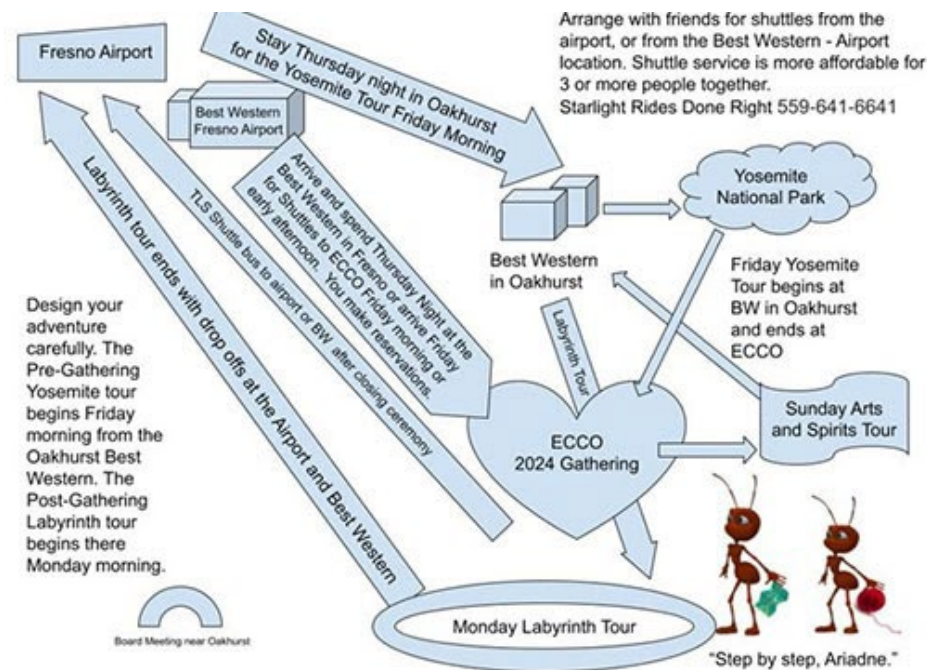 Fresno Airport
Stay Thursday night in Oakhurst
for the Yosemite Tour Friday Morning
Arrange with friends for shuttles from the
airport, or from the Best Western - Airport
location. Shuttle service is more affordable for
3 or more people together.
Starlight Rides Done Right 559-641-6641
Best Western
Fresno Airport
Yosemite
National Park
Arrive and spend Thursday Night at the
Best Western in Fresno or arrive Friday
for Shuttles to ECCO Friday morning or
early afternoon. You make reservations.
TLS Shuttle bus to airport or BW after closing ceremony
Labyrinth tour ends with drop offs at the Airport and Best Western
Best Western
in Oakhurst
Friday Yosemite
Tour begins at
BW in Oakhurst
and ends at
ECCO
Labyrinth Tour
Design your
adventure
carefully. The
Pre-Gathering
Yosemite tour
begins Friday
morning from the
Oakhurst Best
Western. The
Post-Gathering
Labyrinth tour
begins there
Monday morning.
ECCO
2024 Gathering
Sunday Arts
and Spirits Tour
Board Meeting near Oakhurst
Monday Labyrinth Tour
"Step by step, Ariadne."